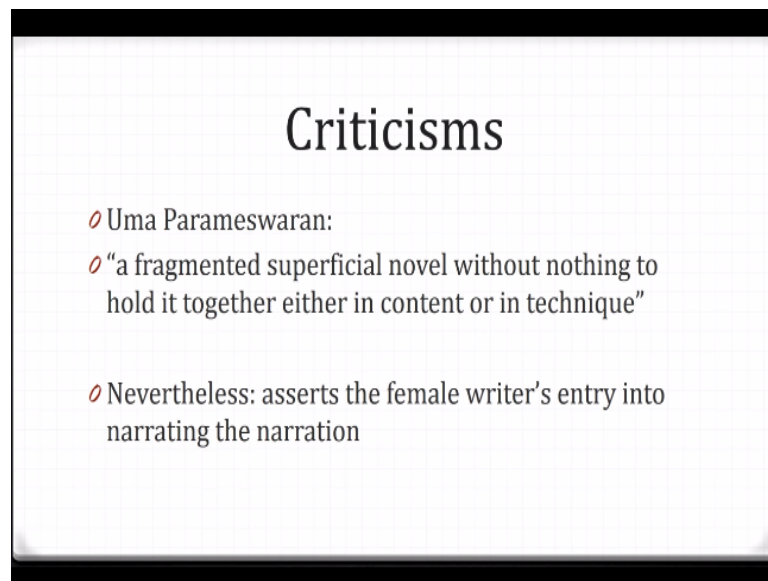 Criticisms
Uma Parameswaran:
“a fragmented superficial novel without nothing to
hold it together either in content or in technique”
Nevertheless: asserts the female writer’s entry into
narrating the narration